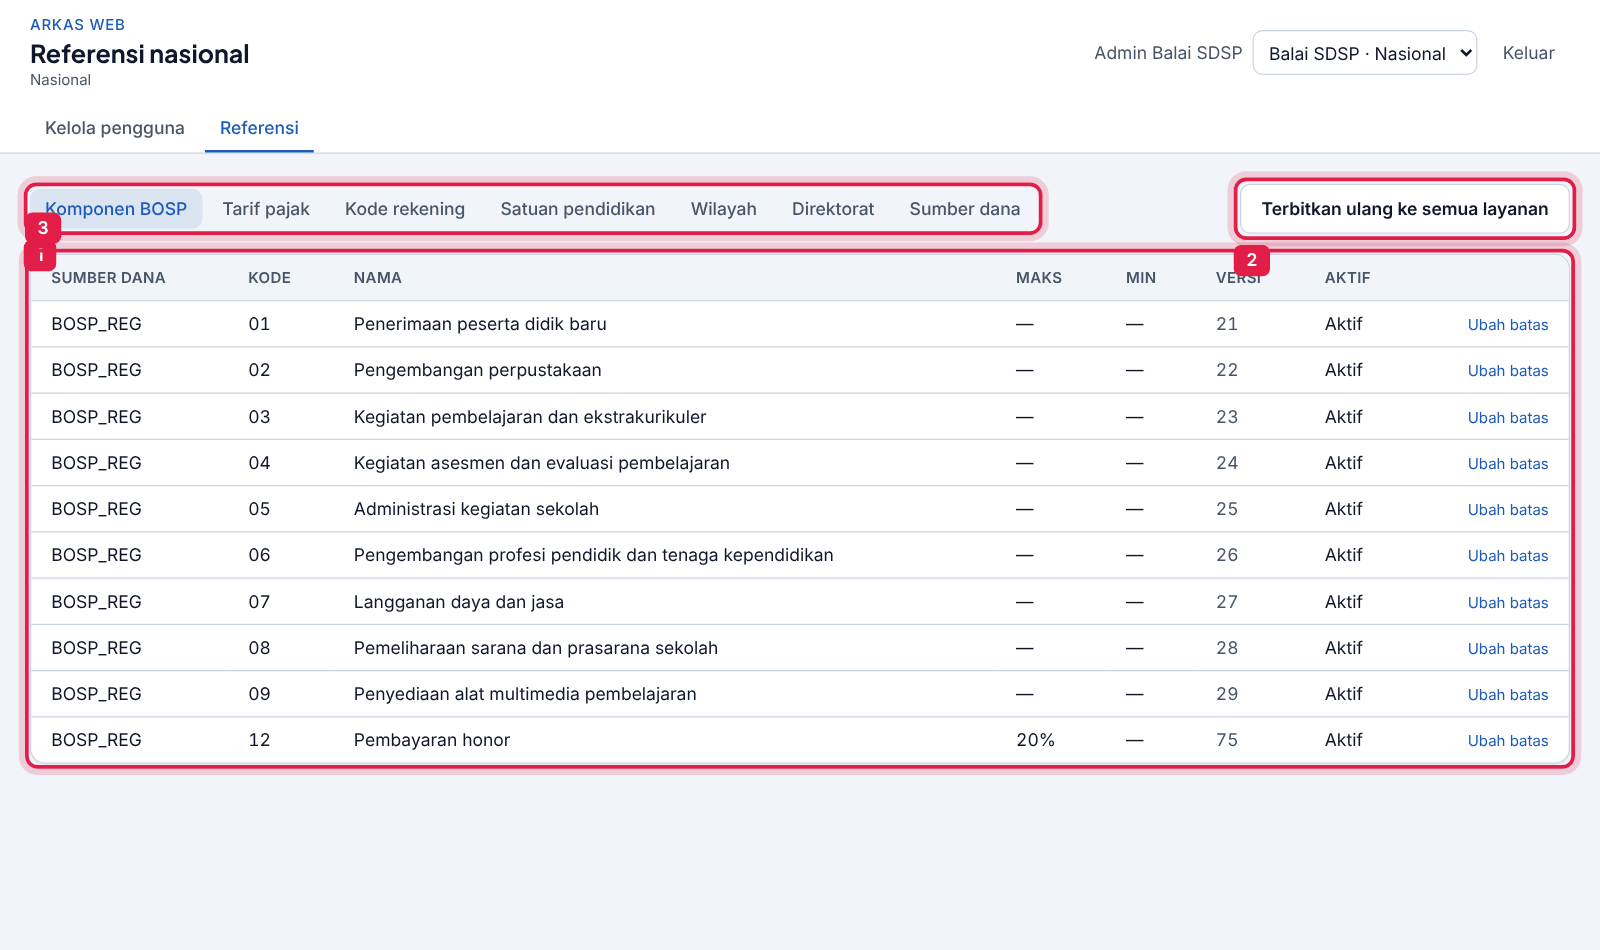 ARKAS WEB
Referensi nasional
Nasional
Admin Balai SDSP
Balai SDSP · Nasional
Keluar
Kelola pengguna
Referensi
Komponen BOSP Tarif pajak Kode rekening Satuan pendidikan Wilayah Direktorat Sumber dana
Terbitkan ulang ke semua layanan
3
1
2
SUMBER DANA KODE NAMA MAKS MIN VERSI AKTIF
BOSP_REG 01 Penerimaan peserta didik baru — — 21 Aktif Ubah batas
BOSP_REG 02 Pengembangan perpustakaan — — 22 Aktif Ubah batas
BOSP_REG 03 Kegiatan pembelajaran dan ekstrakurikuler — — 23 Aktif Ubah batas
BOSP_REG 04 Kegiatan asesmen dan evaluasi pembelajaran — — 24 Aktif Ubah batas
BOSP_REG 05 Administrasi kegiatan sekolah — — 25 Aktif Ubah batas
BOSP_REG 06 Pengembangan profesi pendidik dan tenaga kependidikan — — 26 Aktif Ubah batas
BOSP_REG 07 Langganan daya dan jasa — — 27 Aktif Ubah batas
BOSP_REG 08 Pemeliharaan sarana dan prasarana sekolah — — 28 Aktif Ubah batas
BOSP_REG 09 Penyediaan alat multimedia pembelajaran — — 29 Aktif Ubah batas
BOSP_REG 12 Pembayaran honor 20% — 75 Aktif Ubah batas